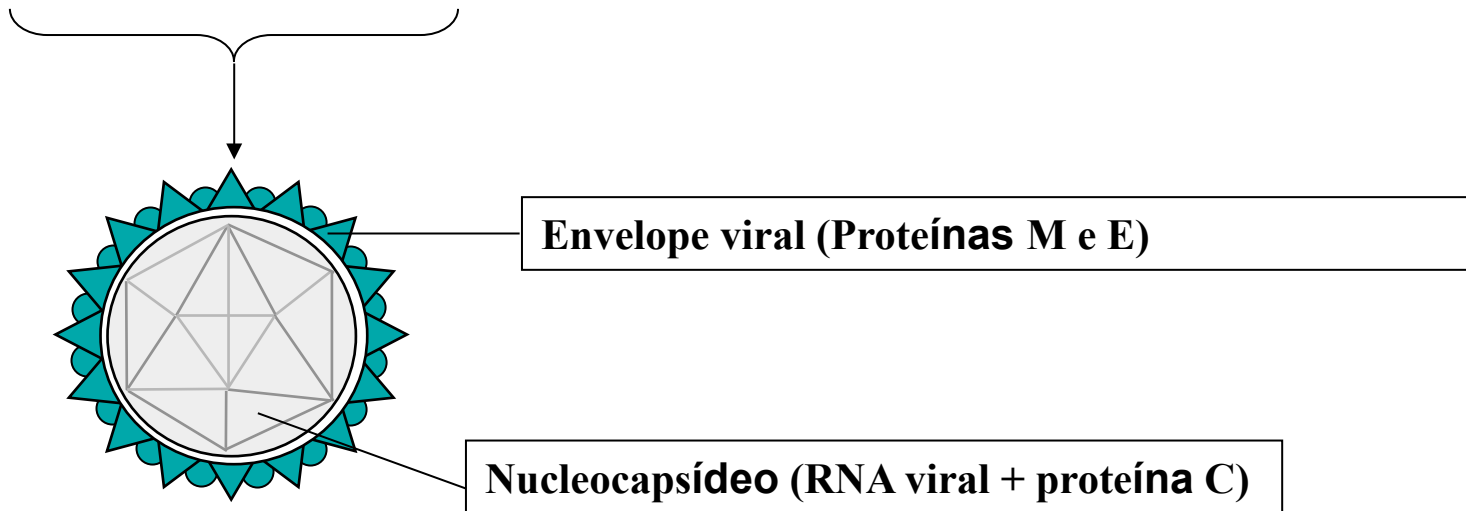 Envelope viral (Proteínas M e E)
Nucleocapsídeo (RNA viral + proteína C)